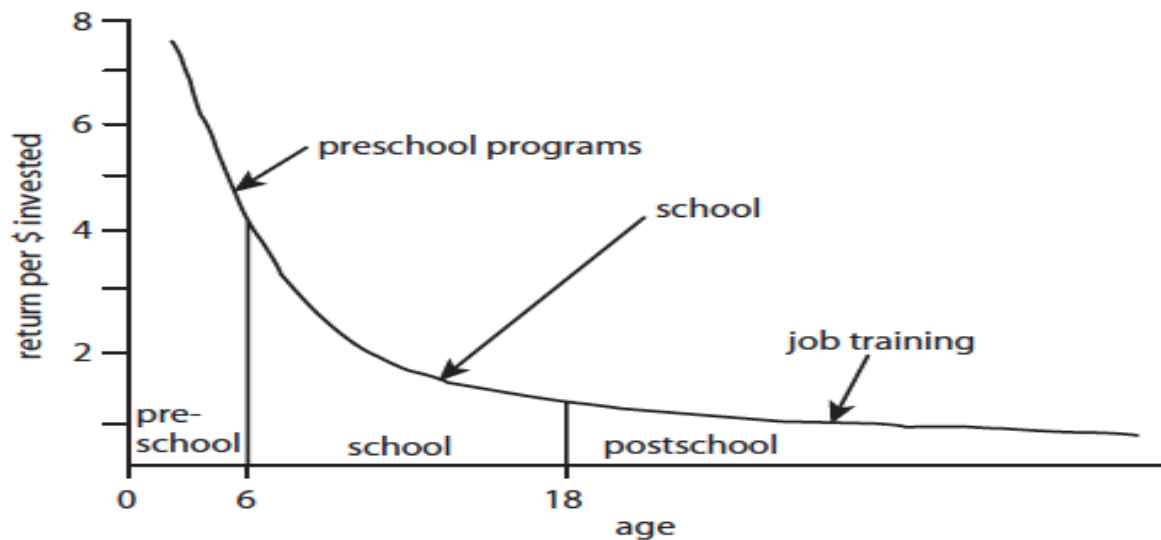 8
6
4
2
return per $ invested
preschool programs
school
job training
pre-
school
school
postschool
0
6
18
age